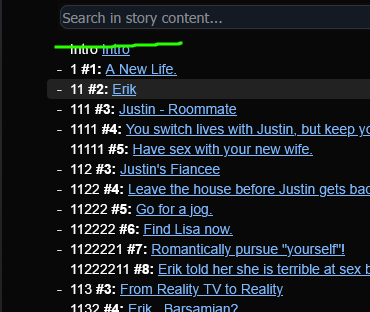 Search in story content...
Intro Intro
- 1 #1: A New Life.
- 11 #2: Erik
- 111 #3: Justin - Roommate
- 1111 #4: You switch lives with Justin, but keep yo
11111 #5: Have sex with your new wife.
- 112 #3: Justin's Fiancee
- 1122 #4: Leave the house before Justin gets bac
- 11222 #5: Go for a jog.
- 112222 #6: Find Lisa now.
- 1122221 #7: Romantically pursue "yourself"!
11222211 #8: Erik told her she is terrible at sex b
- 113 #3: From Reality TV to Reality
1132 #4: Erik Barsamian?